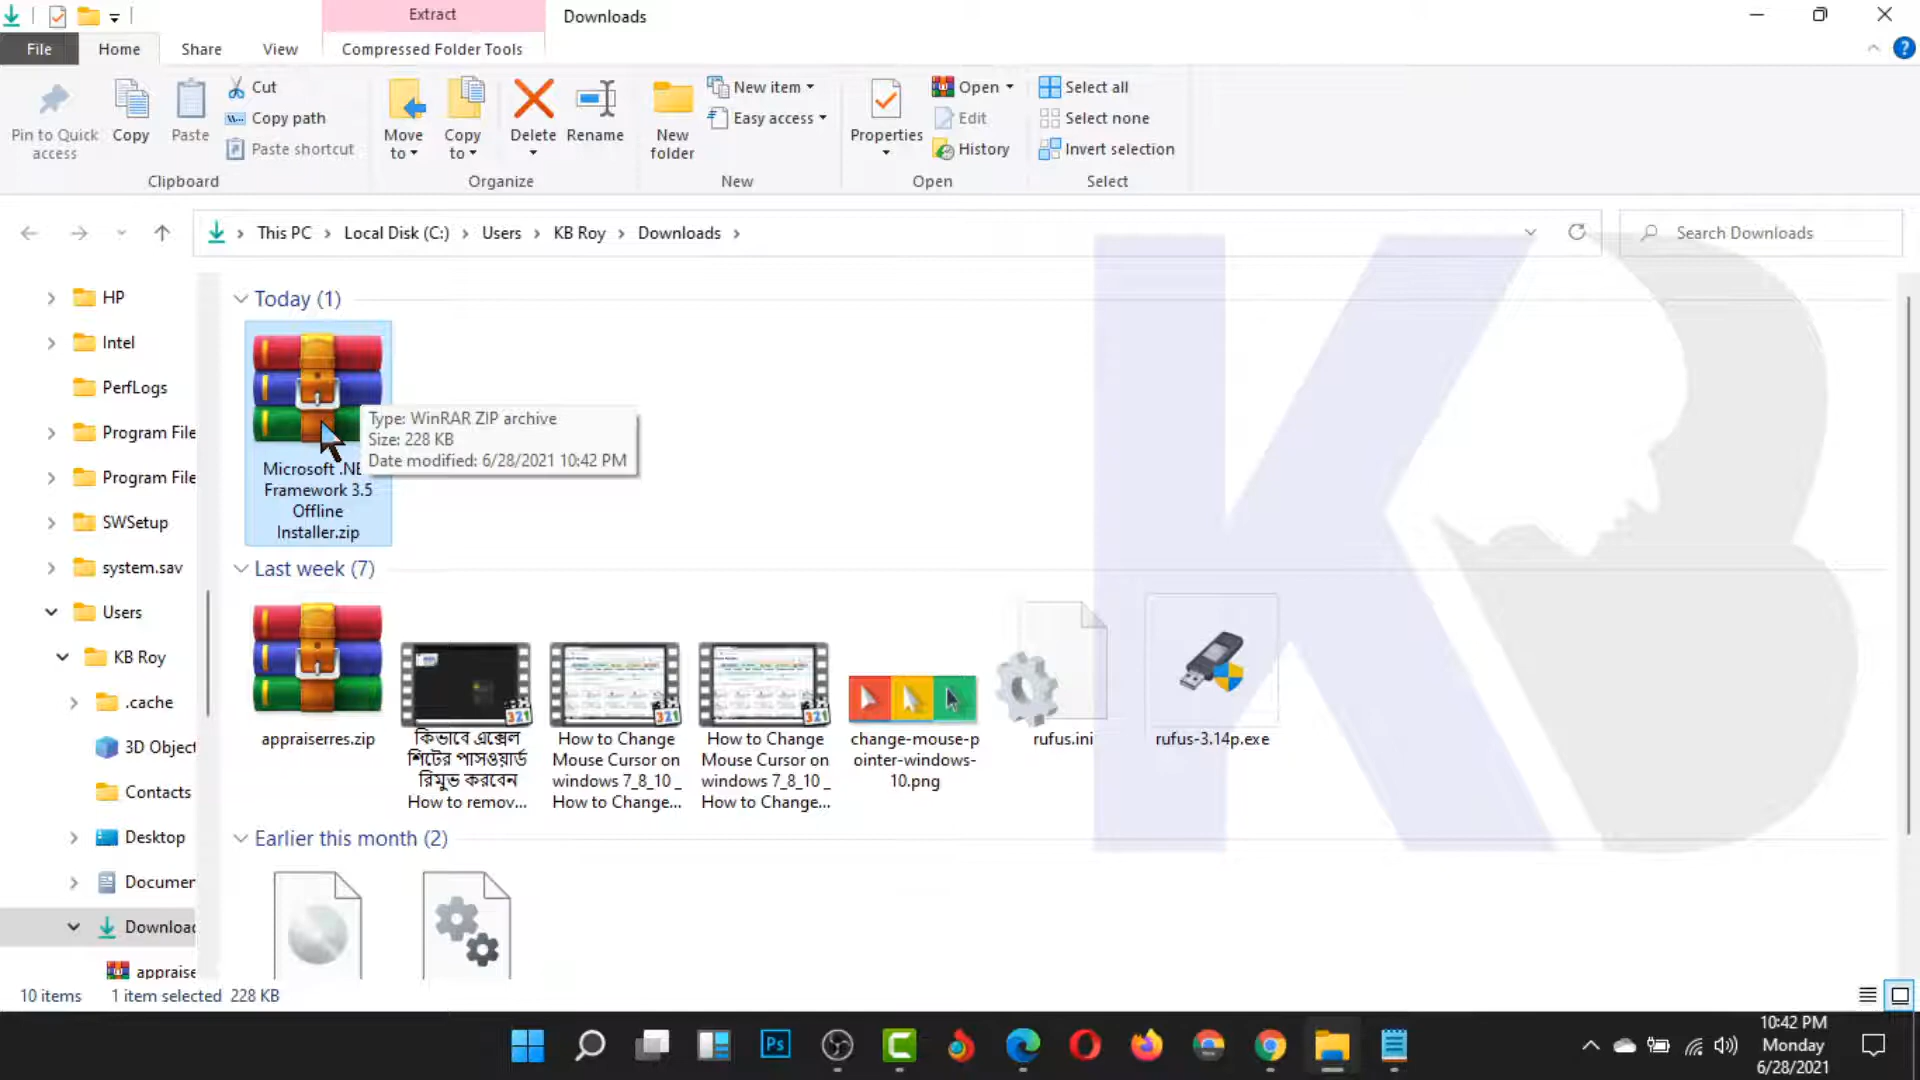 Extract
Downloads
File
Home
Share
View
Compressed Folder Tools
Pin to Quick
access
Copy
Paste
Cut
Copy path
Paste shortcut
Clipboard
Move
to
Copy
to
Delete
Rename
Organize
New
folder
New item
Easy access
New
Properties
Open
Edit
History
Open
Select all
Select none
Invert selection
Select
This PC
Local Disk (C:)
Users
KB Roy
Downloads
Search Downloads
HP
Intel
PerfLogs
Program File
Program File
SWSetup
system.sav
Users
KB Roy
.cache
3D Object
Contacts
Desktop
Documen
Download
appraise
Today (1)
Microsoft .NE
Framework 3.5
Offline
Installer.zip
Type: WinRAR ZIP archive
Size: 228 KB
Date modified: 6/28/2021 10:42 PM
Last week (7)
appraiserres.zip
কিভাবে এক্সেল
শিটের পাসওয়ার্ড
রিমুভ করবেন
How to remov...
How to Change
Mouse Cursor on
windows 7_8_10 _
How to Change...
How to Change
Mouse Cursor on
windows 7_8_10 _
How to Change...
change-mouse-p
ointer-windows-
10.png
rufus.ini
rufus-3.14p.exe
Earlier this month (2)
10 items
1 item selected 228 KB
Ps
10:42 PM
Monday
6/28/2021
KB
321
321
321